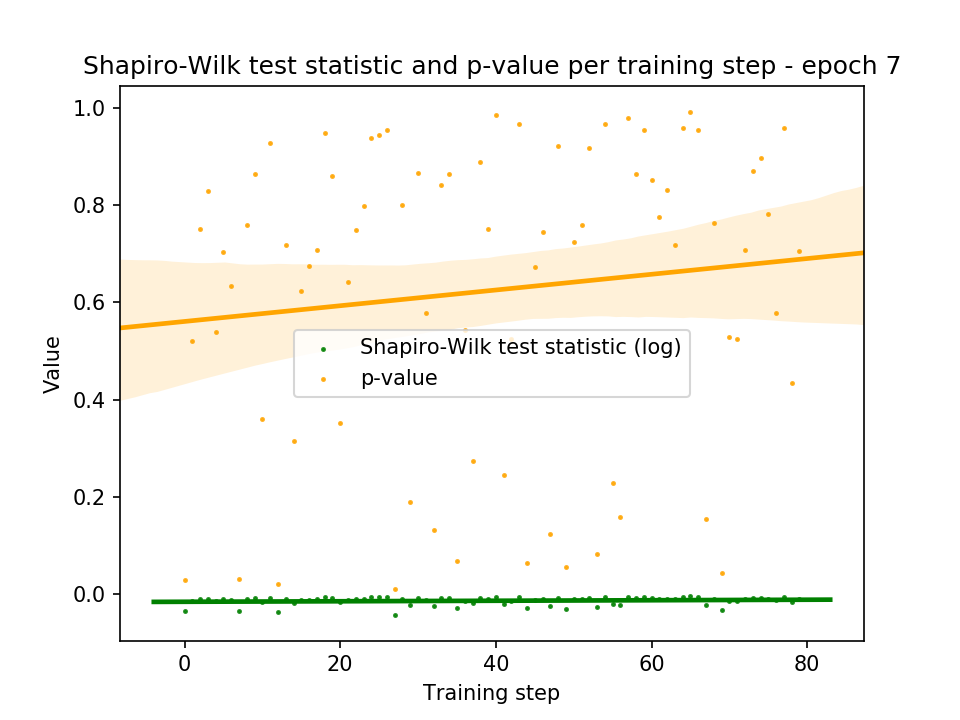 Shapiro-Wilk test statistic and p-value per training step - epoch 7
1.0
0.8
0.6
0.4
0.2
0.0
Value
Shapiro-Wilk test statistic (log)
p-value
0 20 40 60 80
Training step